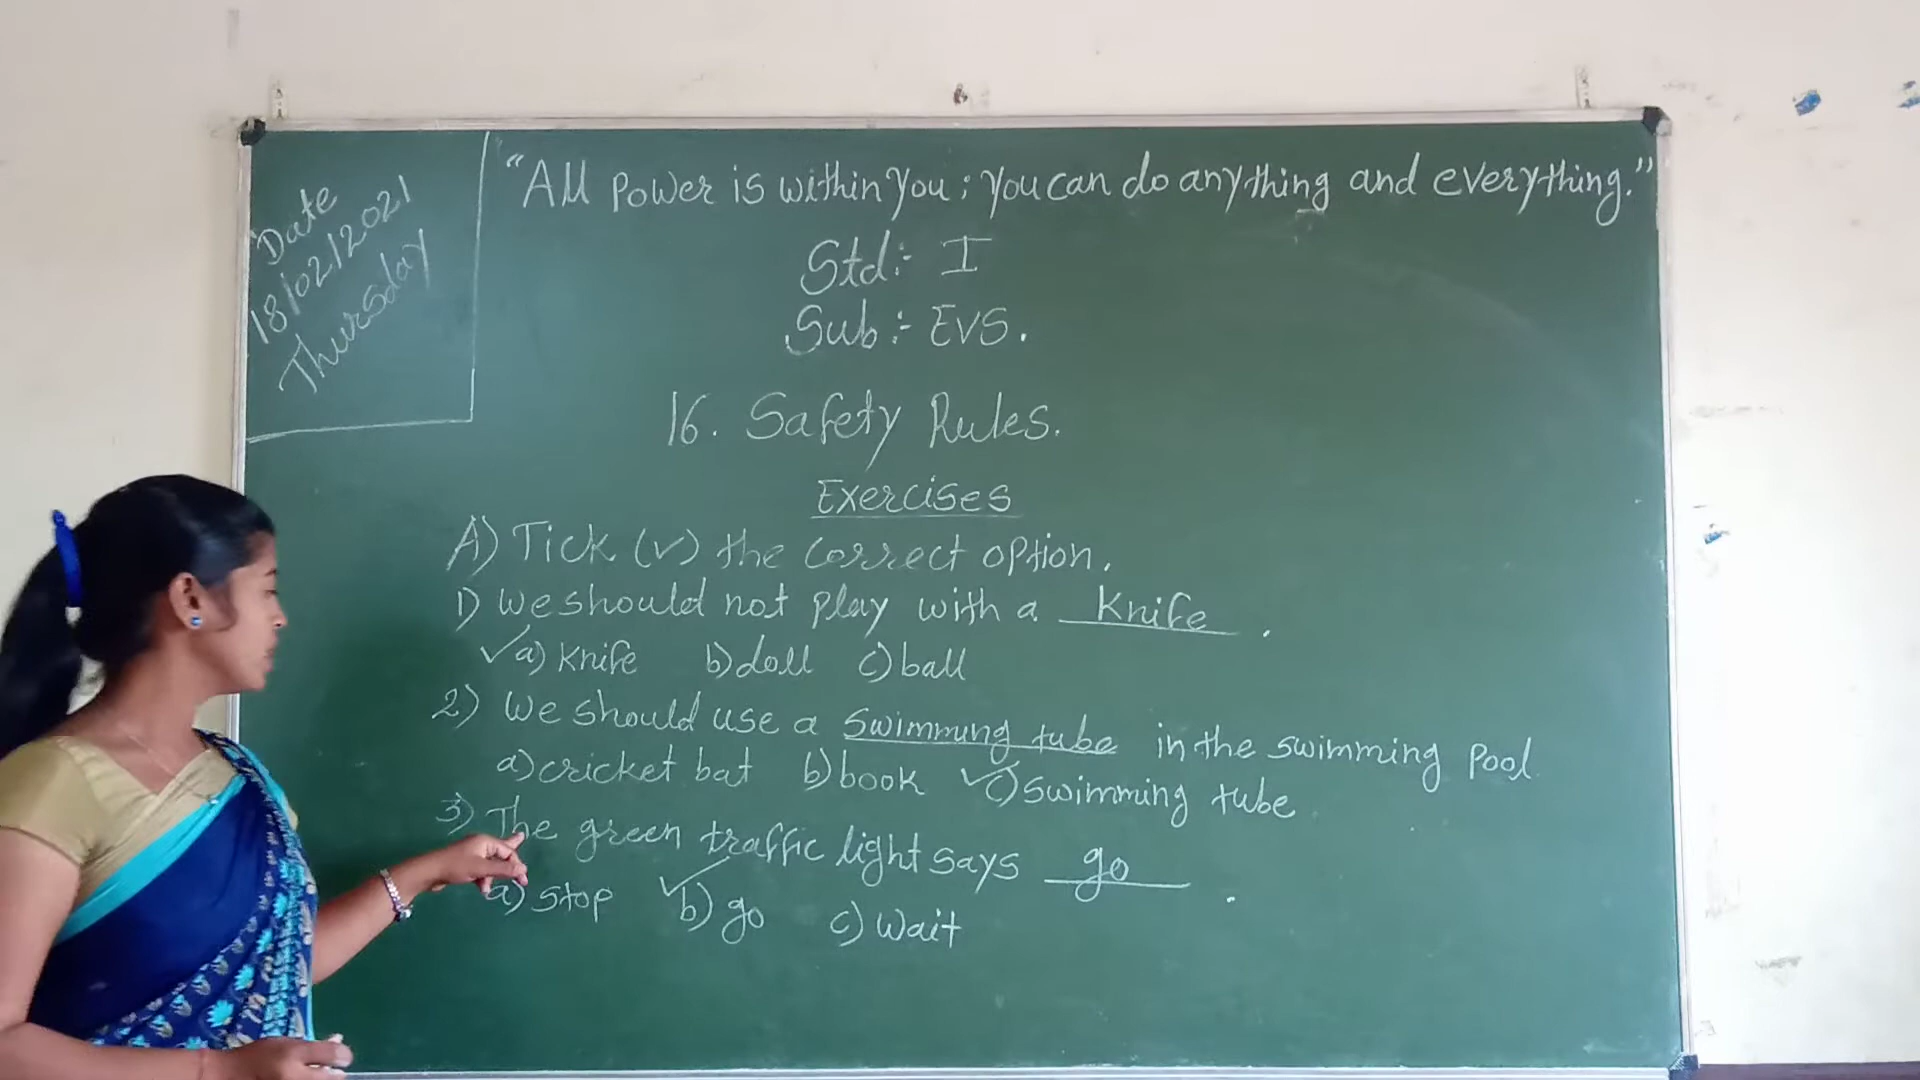 Date
18/02/2021
Thursday
"All Power is within you; you can do anything and everything."
Std:- I
Sub:- EVS.
16. Safety Rules.
Exercises
A) Tick (✓) the correct option.
1) We should not play with a Knife .
✓a) Knife b) doll c) ball
2) We should use a Swimming tube in the swimming pool.
a) cricket bat b) book ✓c) swimming tube
3) The green traffic light says go .
a) stop ✓b) go c) wait